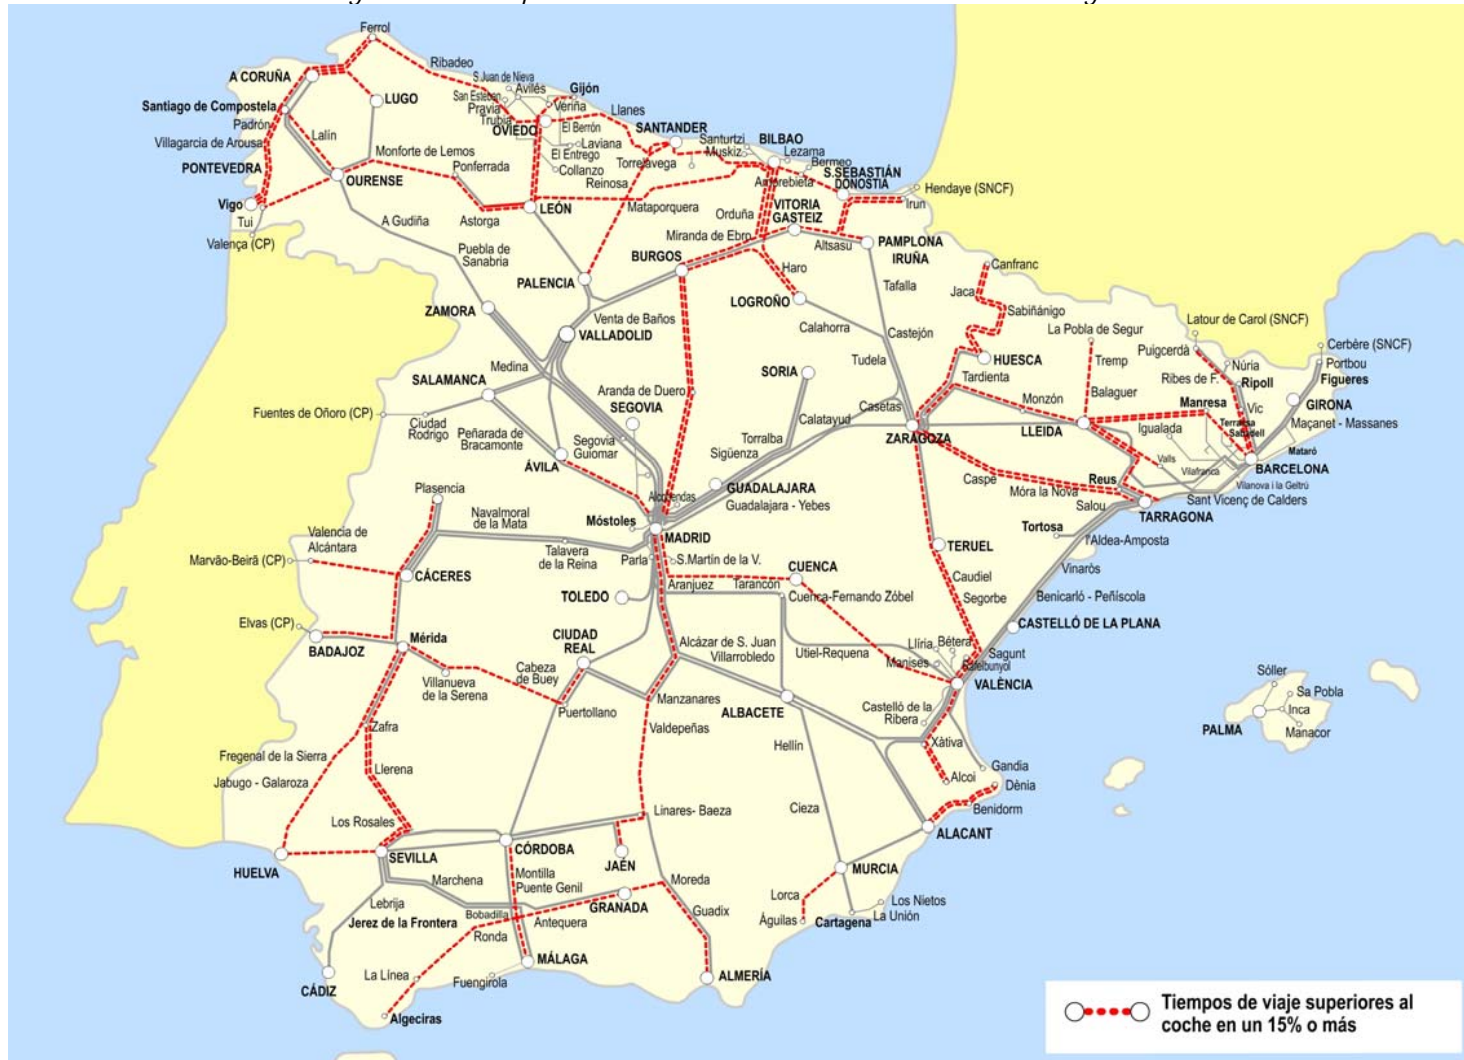 Ferrol
Ribadeo
A CORUÑA
S.Juan de Nieva
Avilés
Gijón
San Esteban
Pravia
Veriña
Trubia
LUGO
Santiago de Compostela
Padrón
Lalín
Villagarcia de Arousa
OVIEDO
El Berrón
Llanes
Laviana
El Entrego
Collanzo
SANTANDER
Santurtzi
Muskiz
BILBAO
Lezama
Bermeo
Amorebieta
S.SEBASTIÁN
DONOSTIA
Hendaye (SNCF)
Irun
Torrelavega
Reinosa
Monforte de Lemos
Ponferrada
PONTEVEDRA
OURENSE
Vigo
Tui
Valença (CP)
A Gudiña
Astorga
LEÓN
Mataporquera
Orduña
VITORIA
GASTEIZ
Miranda de Ebro
Altsasu
PAMPLONA
IRUÑA
Puebla de
Sanabria
PALENCIA
BURGOS
Haro
LOGROÑO
Tafalla
Canfranc
Jaca
Sabiñánigo
ZAMORA
Venta de Baños
VALLADOLID
Calahorra
Castejón
La Pobla de Segur
Latour de Carol (SNCF)
Puigcerdà
Cerbère (SNCF)
Portbou
Figueres
Núria
Ribes de F.
Ripoll
Tudela
HUESCA
Tardienta
Tremp
Balaguer
Manresa
Vic
GIRONA
Maçanet - Massanes
Medina
SALAMANCA
Aranda de Duero
SORIA
SEGOVIA
Fuentes de Oñoro (CP)
Ciudad
Rodrigo
Peñarada de
Bracamonte
Segovia
Guiomar
Calatayud
Casetas
ZARAGOZA
Monzón
LLEIDA
Igualada
Terrassa
Sabadell
Mataró
BARCELONA
Valls
Vilafranca
Vilanova i la Geltrú
Sant Vicenç de Calders
ÁVILA
Torralba
Sigüenza
Caspe
Móra la Nova
Reus
Salou
TARRAGONA
Plasencia
Navalmoral
de la Mata
GUADALAJARA
Guadalajara - Yebes
Alcobendas
Móstoles
MADRID
Tortosa
l'Aldea-Amposta
Valencia de
Alcántara
Marvão-Beirã (CP)
CÁCERES
Talavera
de la Reina
Parla
S.Martín de la V.
TERUEL
Caudiel
Segorbe
Vinaròs
Benicarló - Peñíscola
CASTELLÓ DE LA PLANA
CUENCA
Aranjuez
Tarancón
Cuenca-Fernando Zóbel
TOLEDO
Elvas (CP)
BADAJOZ
Mérida
CIUDAD
REAL
Alcázar de S. Juan
Villarrobledo
Utiel-Requena
Llíria
Bétera
Manises
Sagunt
VALÈNCIA
Villanueva
de la Serena
Cabeza
de Buey
Manzanares
Puertollano
Valdepeñas
ALBACETE
Castelló de la
Ribera
Xàtiva
Sóller
Sa Pobla
Inca
Manacor
PALMA
Zafra
Fregenal de la Sierra
Jabugo - Galaroza
Llerena
Hellín
Alcoi
Gandia
Dènia
Benidorm
ALACANT
Los Rosales
Linares- Baeza
Cieza
HUELVA
SEVILLA
CÓRDOBA
JAÉN
MURCIA
Marchena
Montilla
Puente Genil
Moreda
Lorca
Águilas
Cartagena
Los Nietos
La Unión
Lebrija
Jerez de la Frontera
Bobadilla
Antequera
GRANADA
Guadix
Ronda
MÁLAGA
ALMERÍA
CÁDIZ
La Línea
Fuengirola
Algeciras
Tiempos de viaje superiores al
coche en un 15% o más